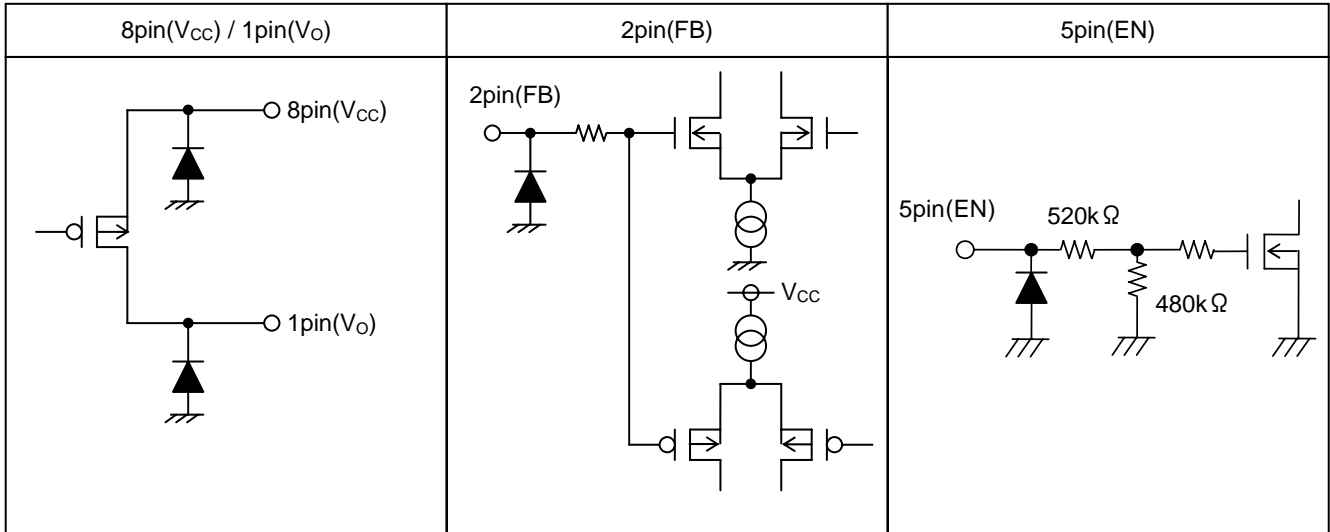 8pin(VCC) / 1pin(VO)
2pin(FB)
5pin(EN)
8pin(VCC)
1pin(VO)
2pin(FB)
VCC
5pin(EN)
520kΩ
480kΩ